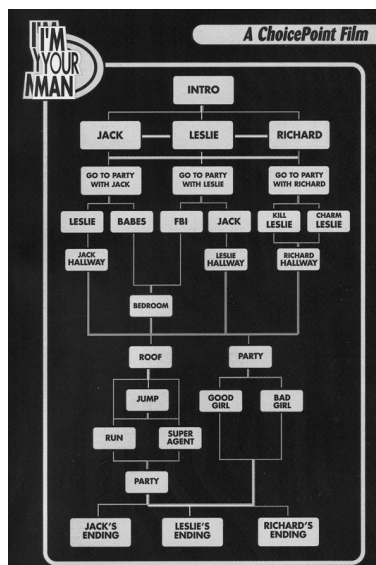 I'M
I'M
YOUR
MAN
A ChoicePoint Film
INTRO
JACK
LESLIE
RICHARD
GO TO PARTY
WITH JACK
GO TO PARTY
WITH LESLIE
GO TO PARTY
WITH RICHARD
LESLIE
BABES
FBI
JACK
KILL
LESLIE
CHARM
LESLIE
JACK
HALLWAY
LESLIE
HALLWAY
RICHARD
HALLWAY
BEDROOM
ROOF
PARTY
JUMP
GOOD
GIRL
BAD
GIRL
RUN
SUPER
AGENT
PARTY
JACK'S
ENDING
LESLIE'S
ENDING
RICHARD'S
ENDING